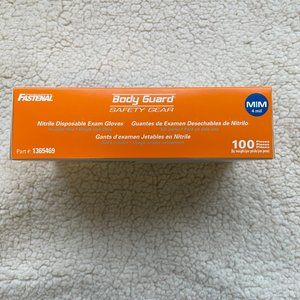 FASTENAL
Body Guard
SAFETY GEAR
M/M
4 mil
Nitrile Disposable Exam Gloves
Guantes de Examen Desechables de Nitrilo
Gants d'examen Jetables en Nitrile
Part #: 1365469
100